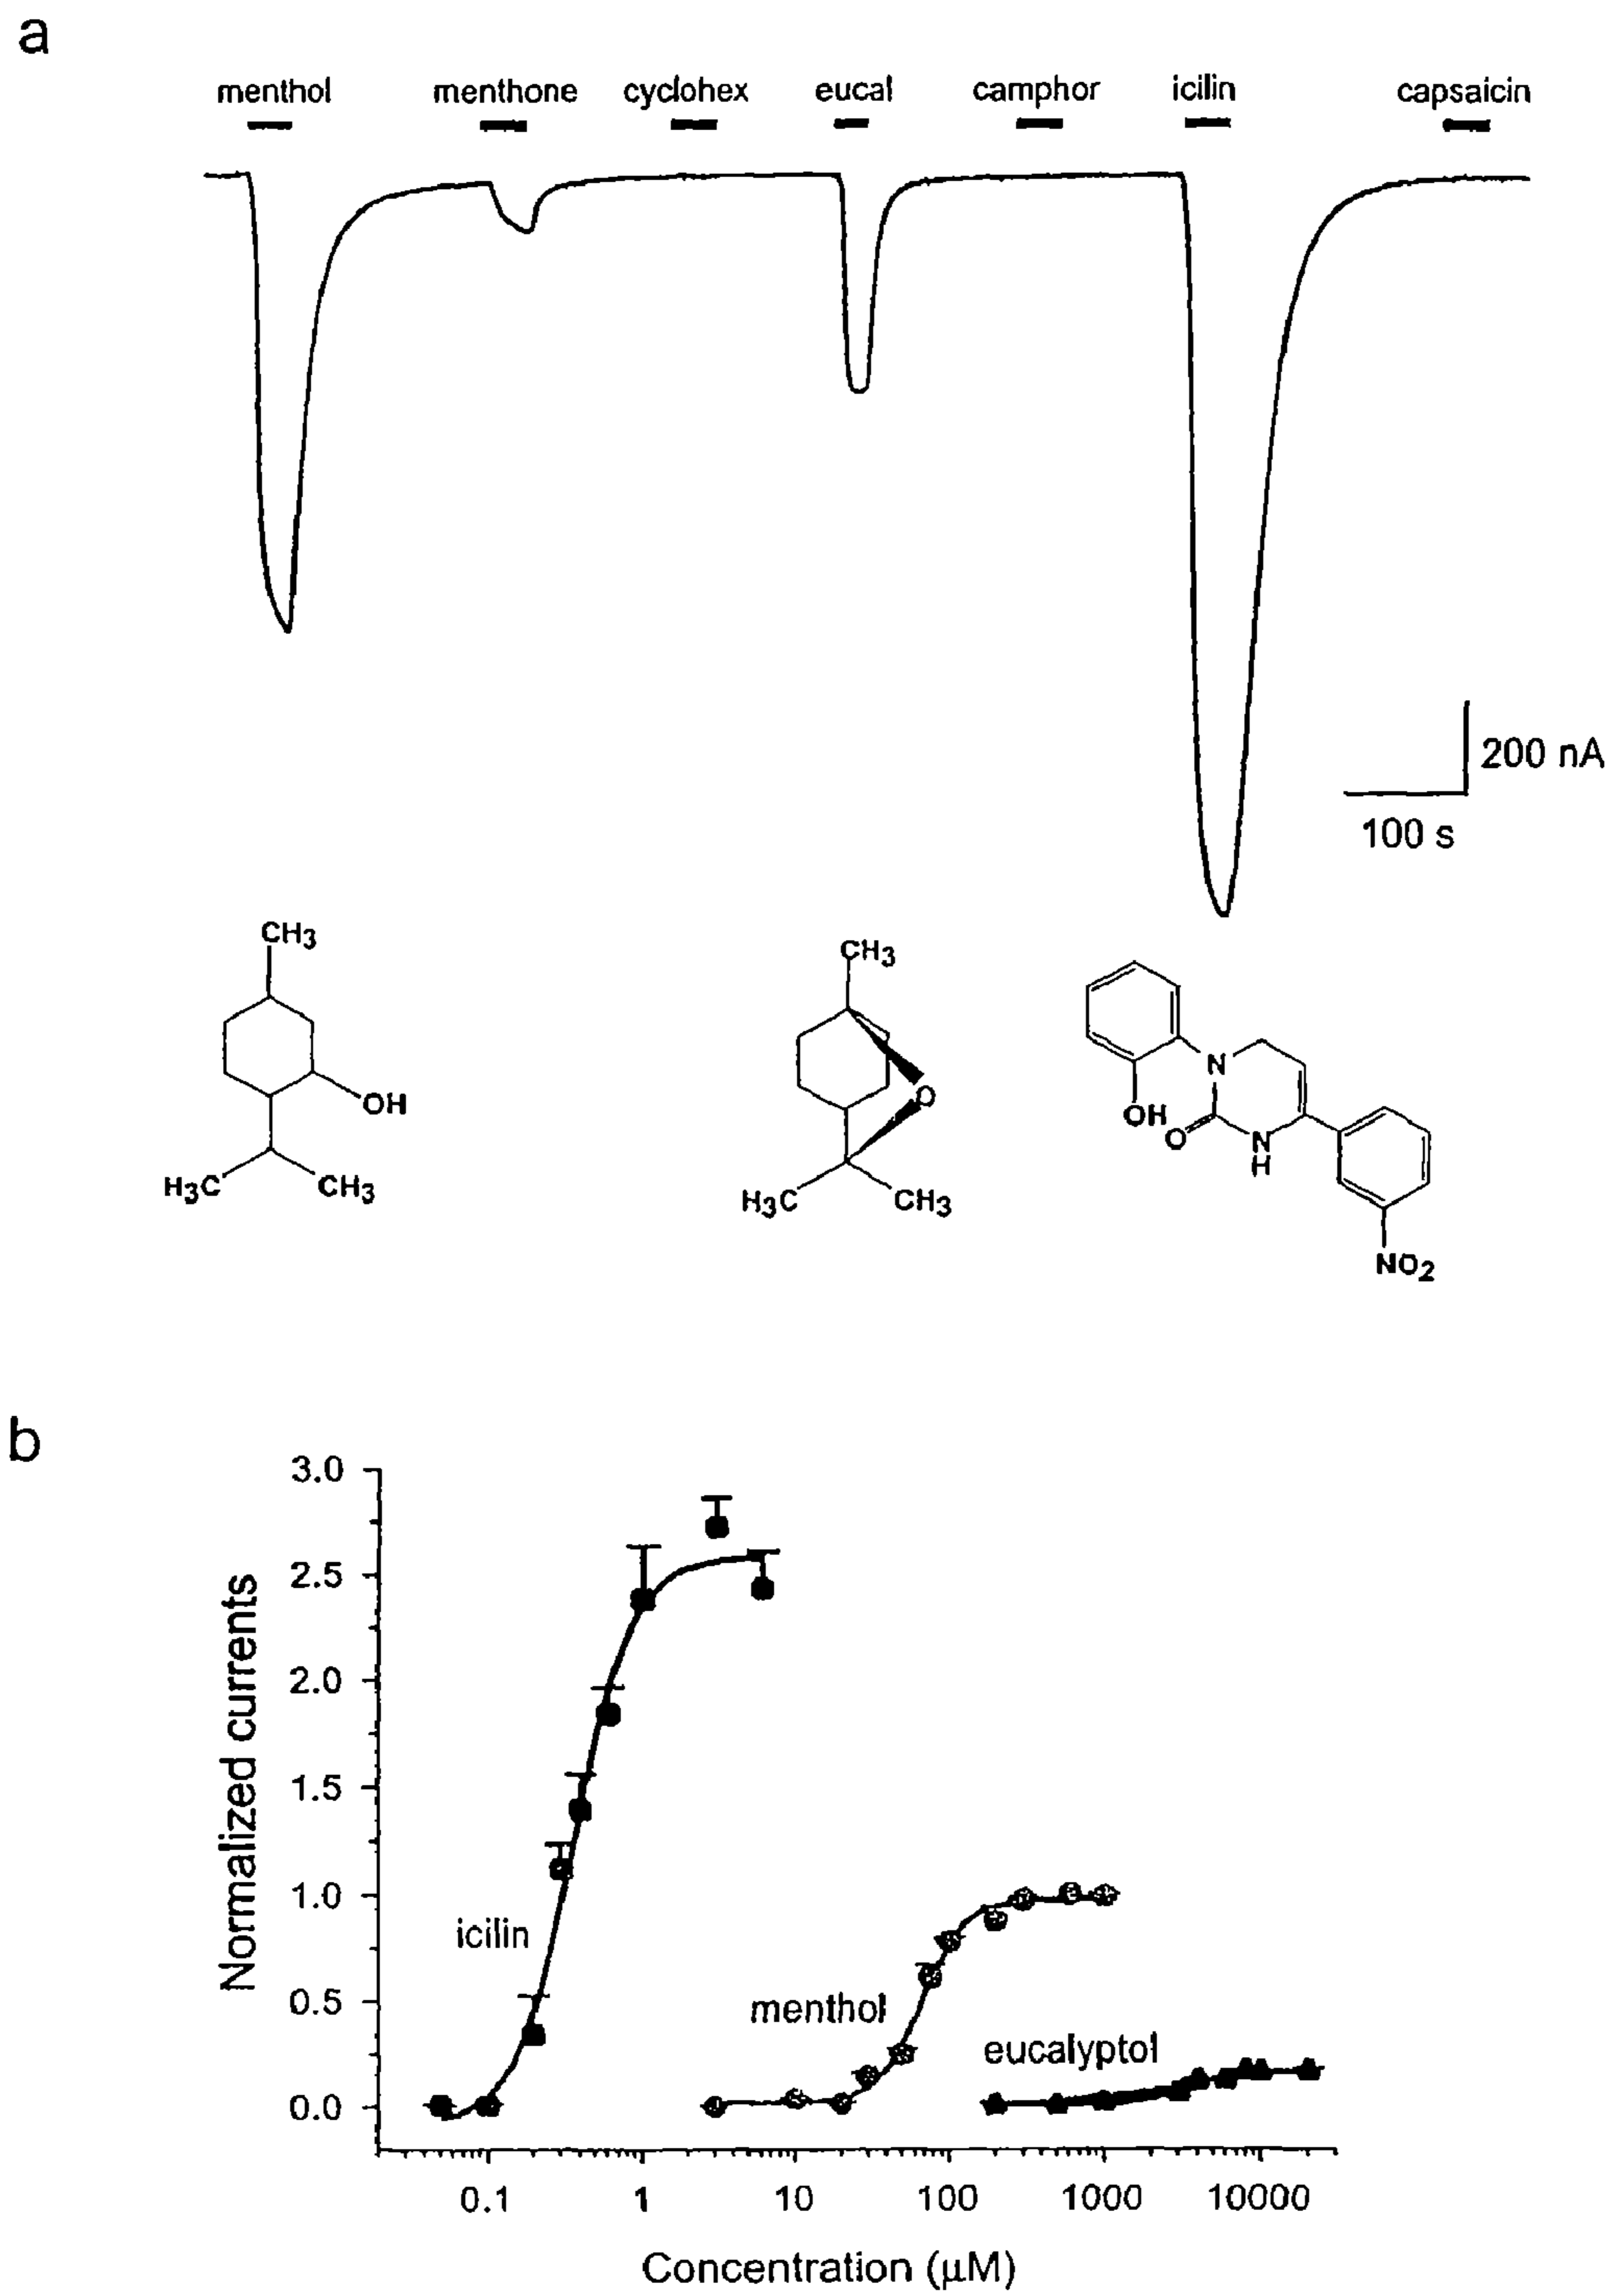 a
menthol menthone cyclohex eucal camphor icilin capsaicin
200 nA
100 s
CH3
OH
H3C CH3
CH3
O
H3C CH3
N
OH
O
N
H
NO2
b
3.0
2.5
2.0
1.5
1.0
0.5
0.0
Normalized currents
icilin
menthol
eucalyptol
0.1 1 10 100 1000 10000
Concentration (μM)